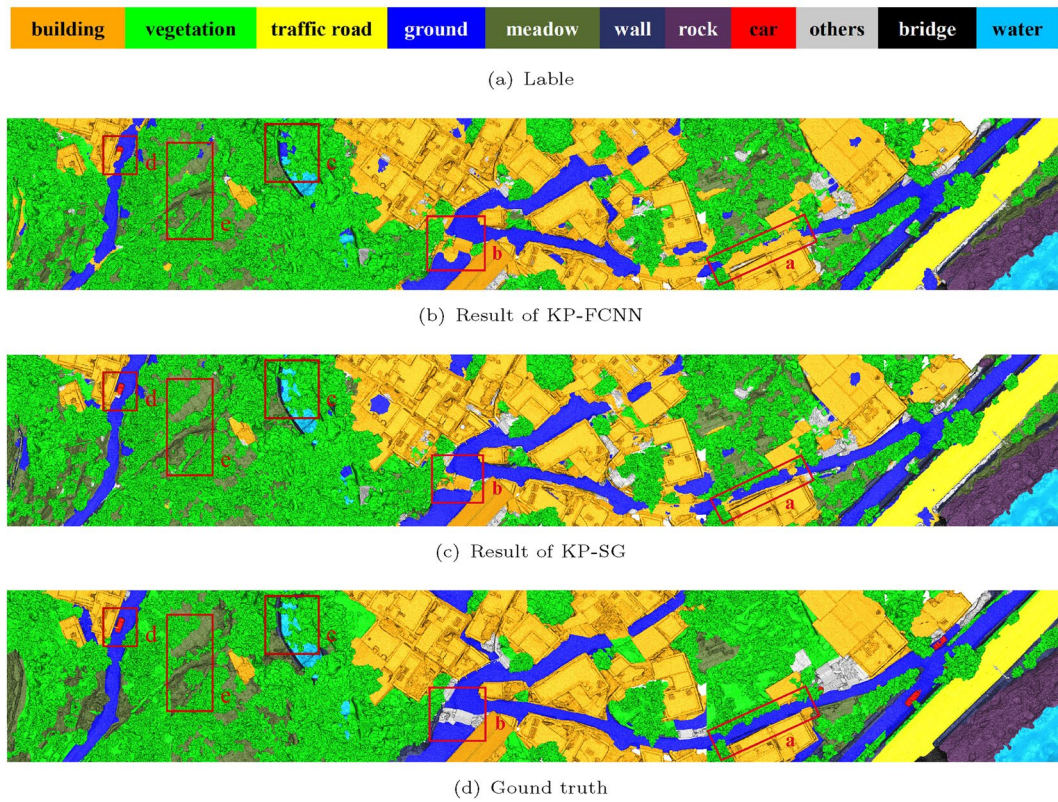 building vegetation traffic road ground meadow wall rock car others bridge water
(a) Lable
d
e
c
b
a
(b) Result of KP-FCNN
d
e
c
b
a
(c) Result of KP-SG
d
e
c
b
a
(d) Gound truth